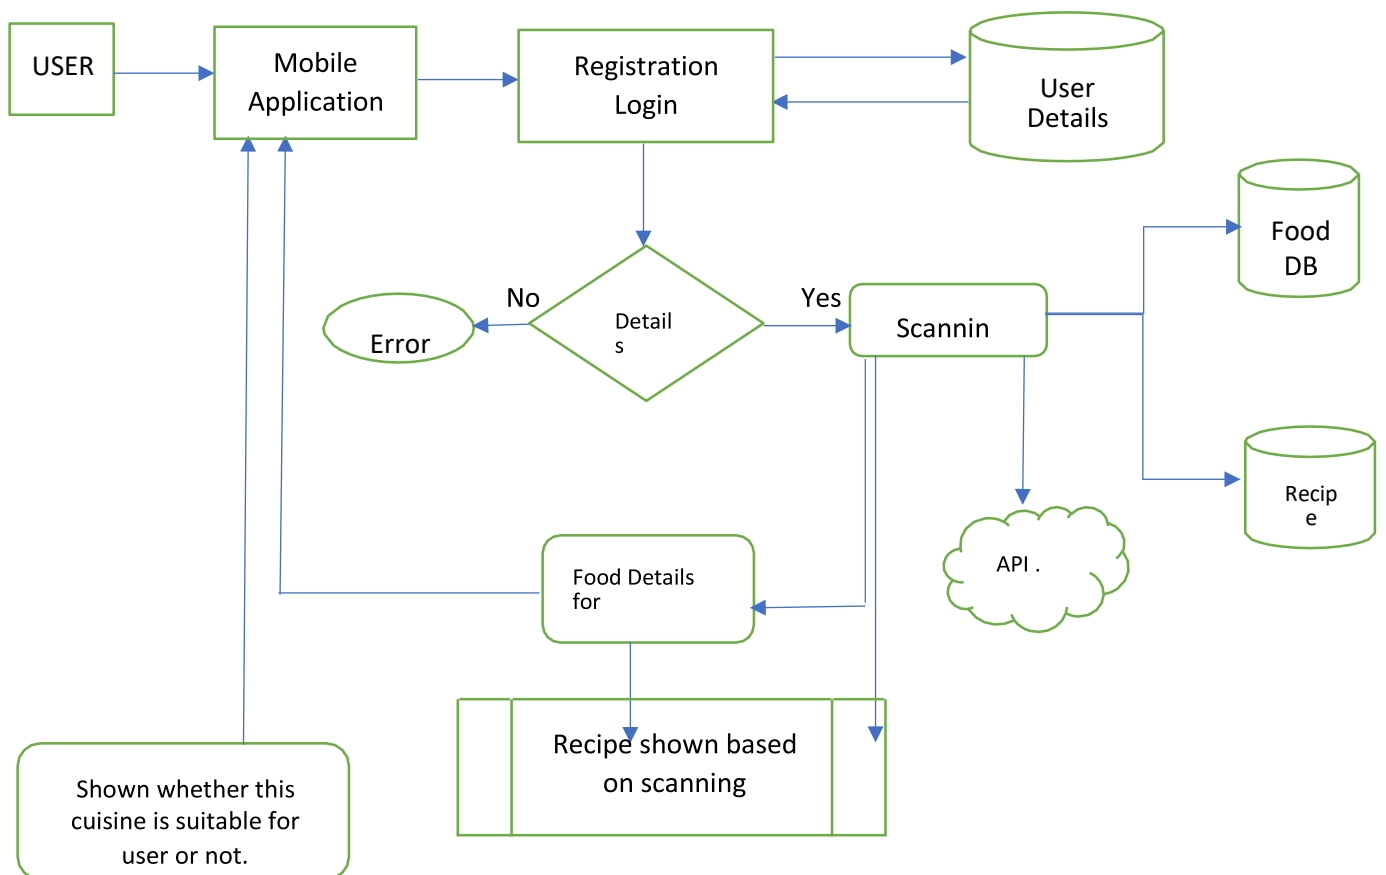 USER
Mobile
Application
Registration
Login
User
Details
Food
DB
No
Yes
Error
Detail
s
Scannin
Recip
e
API .
Food Details
for
Recipe shown based
on scanning
Shown whether this
cuisine is suitable for
user or not.